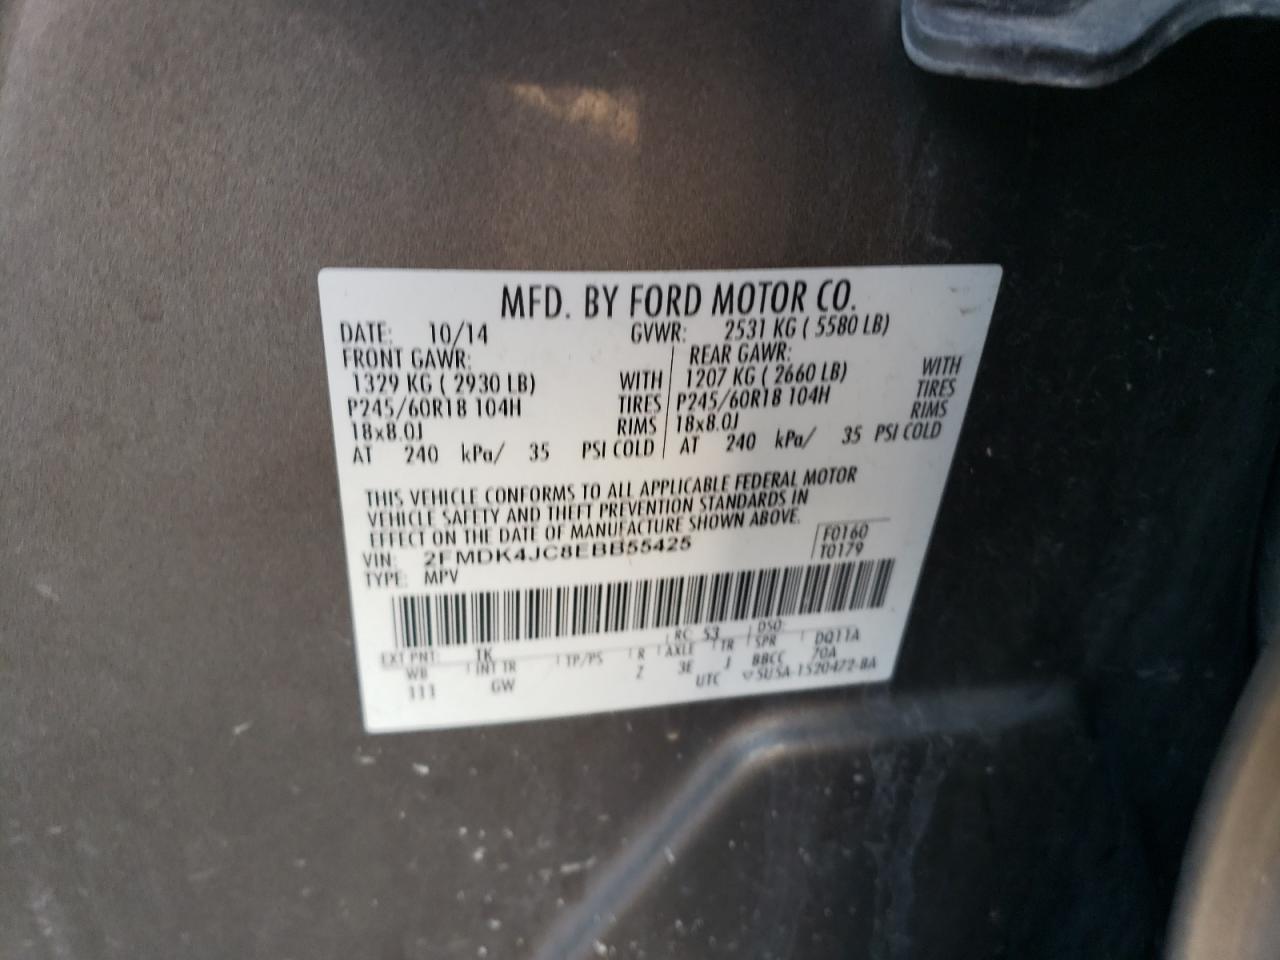 MFD. BY FORD MOTOR CO.
DATE: 10/14 GVWR: 2531 KG ( 5580 LB)
FRONT GAWR: REAR GAWR:
1329 KG ( 2930 LB) WITH 1207 KG ( 2660 LB) WITH
P245/60R18 104H TIRES P245/60R18 104H TIRES
18x8.0J RIMS 18x8.0J RIMS
AT 240 kPa/ 35 PSI COLD AT 240 kPa/ 35 PSI COLD
THIS VEHICLE CONFORMS TO ALL APPLICABLE FEDERAL MOTOR
VEHICLE SAFETY AND THEFT PREVENTION STANDARDS IN
EFFECT ON THE DATE OF MANUFACTURE SHOWN ABOVE.
VIN: 2FMDK4JC8EBB55425 F0160
TYPE: MPV T0179
RC: 53 DSO:
EXT PNT: TK AXLE TR SPR DQ11A
WB INT TR TP/PS R 3E J BBCC 70A
111 GW Z UTC ▽5U5A-1520472-BA